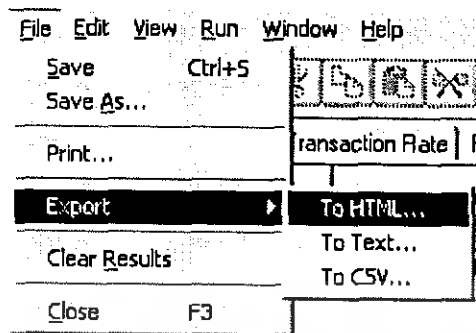 File Edit View Run Window Help
Save Ctrl+S
Save As...
Print...
ransaction Rate
Export
To HTML...
To Text...
Clear Results
To CSV...
Close F3